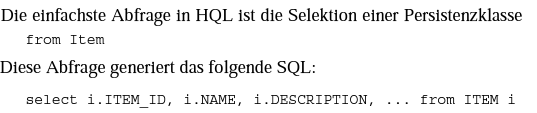 Die einfachste Abfrage in HQL ist die Selektion einer Persistenzklasse
from Item
Diese Abfrage generiert das folgende SQL:
select i.ITEM_ID, i.NAME, i.DESCRIPTION, ... from ITEM i